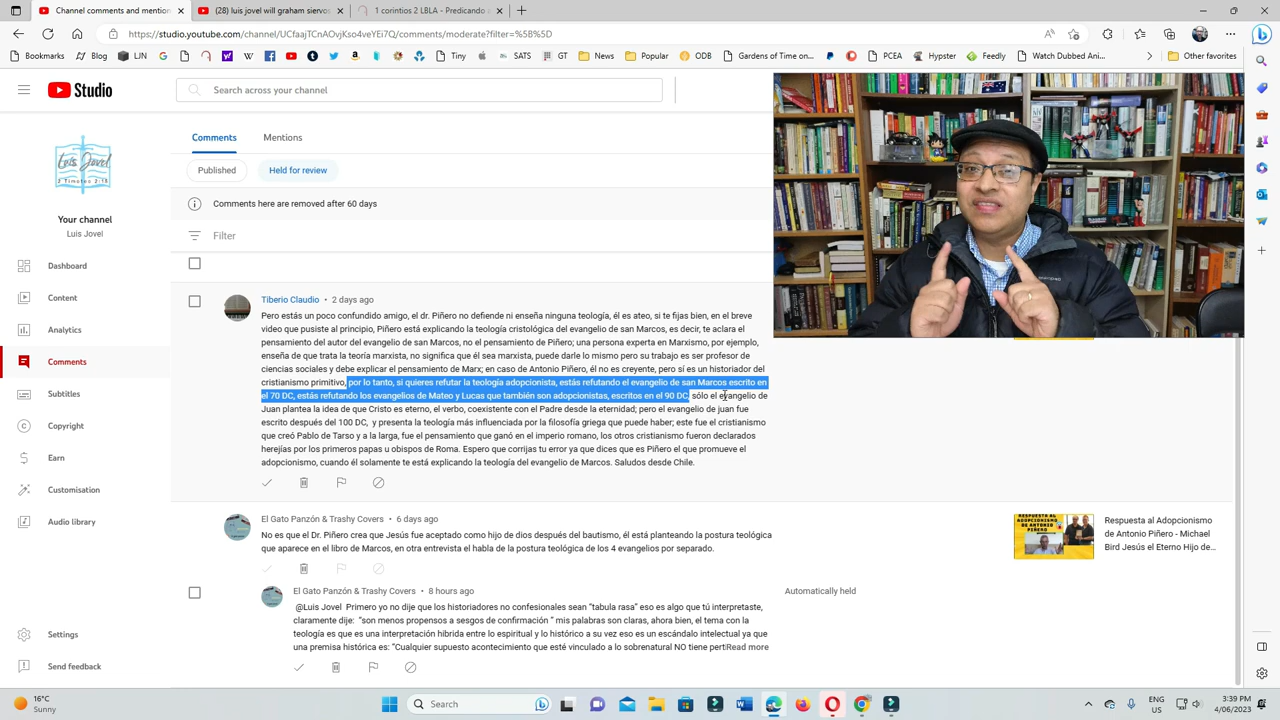 Channel content and comments m
(28) luis jovel william graham servos
1 corintios 2 LBLA - Predicando s
https://studio.youtube.com/channel/UCfaajTCnAOvjKso4veYEi7Q/comments/moderate?filter=%5B%5D
Bookmarks
LIN
G
Tiny
SATS
GTN
News
Popular
ODB
Gardens of Time on...
PCEA
Hypster
Feedly
Watch Dubbed Ani...
Other favorites
Studio
Search across your channel
Luis Jovel
2 Timoteo 2:15
Your channel
Luis Jovel
Dashboard
Content
Analytics
Comments
Subtitles
Copyright
Earn
Customisation
Audio library
Settings
Send feedback
Comments
Mentions
Published
Held for review
Comments here are removed after 60 days
Filter
Tiberio Claudio • 2 days ago
Pero estás un poco confundido amigo, el dr. Piñero no defiende ni enseña ninguna teología, él es ateo, si te fijas bien, en el breve
video que pusiste al principio, Piñero está explicando la teología cristológica del evangelio de san Marcos, es decir, te aclara el
pensamiento del autor del evangelio de san Marcos, no el pensamiento de Piñero; una persona experta en Marxismo, por ejemplo,
enseña de que trata la teoría marxista, no significa que él sea marxista, puede darle lo mismo pero su trabajo es ser profesor de
ciencias sociales y debe explicar el pensamiento de Marx; en caso de Antonio Piñero, él no es creyente, pero sí es un historiador del
cristianismo primitivo, por lo tanto, si quieres refutar la teología adopcionista, estás refutando el evangelio de san Marcos escrito en
el 70 DC, estás refutando los evangelios de Mateo y Lucas que también son adopcionistas, escritos en el 90 DC, sólo el evangelio de
Juan plantea la idea de que Cristo es eterno, el verbo, coexistente con el Padre desde la eternidad; pero el evangelio de juan fue
escrito después del 100 DC, y presenta la teología más influenciada por la filosofía griega que puede haber; este fue el cristianismo
que creó Pablo de Tarso y a la larga, fue el pensamiento que ganó en el imperio romano, los otros cristianismo fueron declarados
herejías por los primeros papas u obispos de Roma. Espero que corrijas tu error ya que dices que es Piñero el que promueve el
adopcionismo, cuando él solamente te está explicando la teología del evangelio de Marcos. Saludos desde Chile.
El Gato Panzón & Trashy Covers • 6 days ago
No es que el Dr. Piñero crea que Jesús fue aceptado como hijo de dios después del bautismo, él está planteando la postura teológica
que aparece en el libro de Marcos, en otra entrevista el habla de la postura teológica de los 4 evangelios por separado.
RESPUESTA AL
ADOPCIONISMO
DE ANTONIO
PIÑERO
Respuesta al Adopcionismo
de Antonio Piñero - Michael
Bird Jesús el Eterno Hijo de...
El Gato Panzón & Trashy Covers • 8 hours ago
Automatically held
@Luis Jovel Primero yo no dije que los historiadores no confesionales sean “tabula rasa” eso es algo que tú interpretaste,
claramente dije: “son menos propensos a sesgos de confirmación ” mis palabras son claras, ahora bien, el tema con la
teología es que es una interpretación hibrida entre lo espiritual y lo histórico a su vez eso es un escándalo intelectual ya que
una premisa histórica es: “Cualquier supuesto acontecimiento que esté vinculado a lo sobrenatural NO tiene perti Read more
16°C
Sunny
Search
ENG
US
3:39 PM
4/06/2023